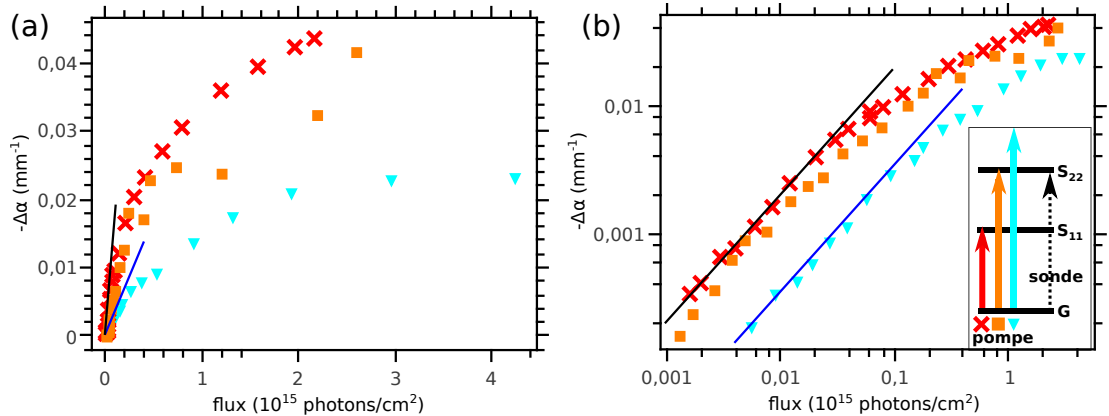 (a)
-Δα (mm⁻¹)
0,04
0,03
0,02
0,01
0
0
1
2
3
4
flux (10¹⁵ photons/cm²)
(b)
-Δα (mm⁻¹)
0,01
0,001
0,001
0,01
0,1
1
flux (10¹⁵ photons/cm²)
S₂₂
S₁₁
sonde
G
pompe